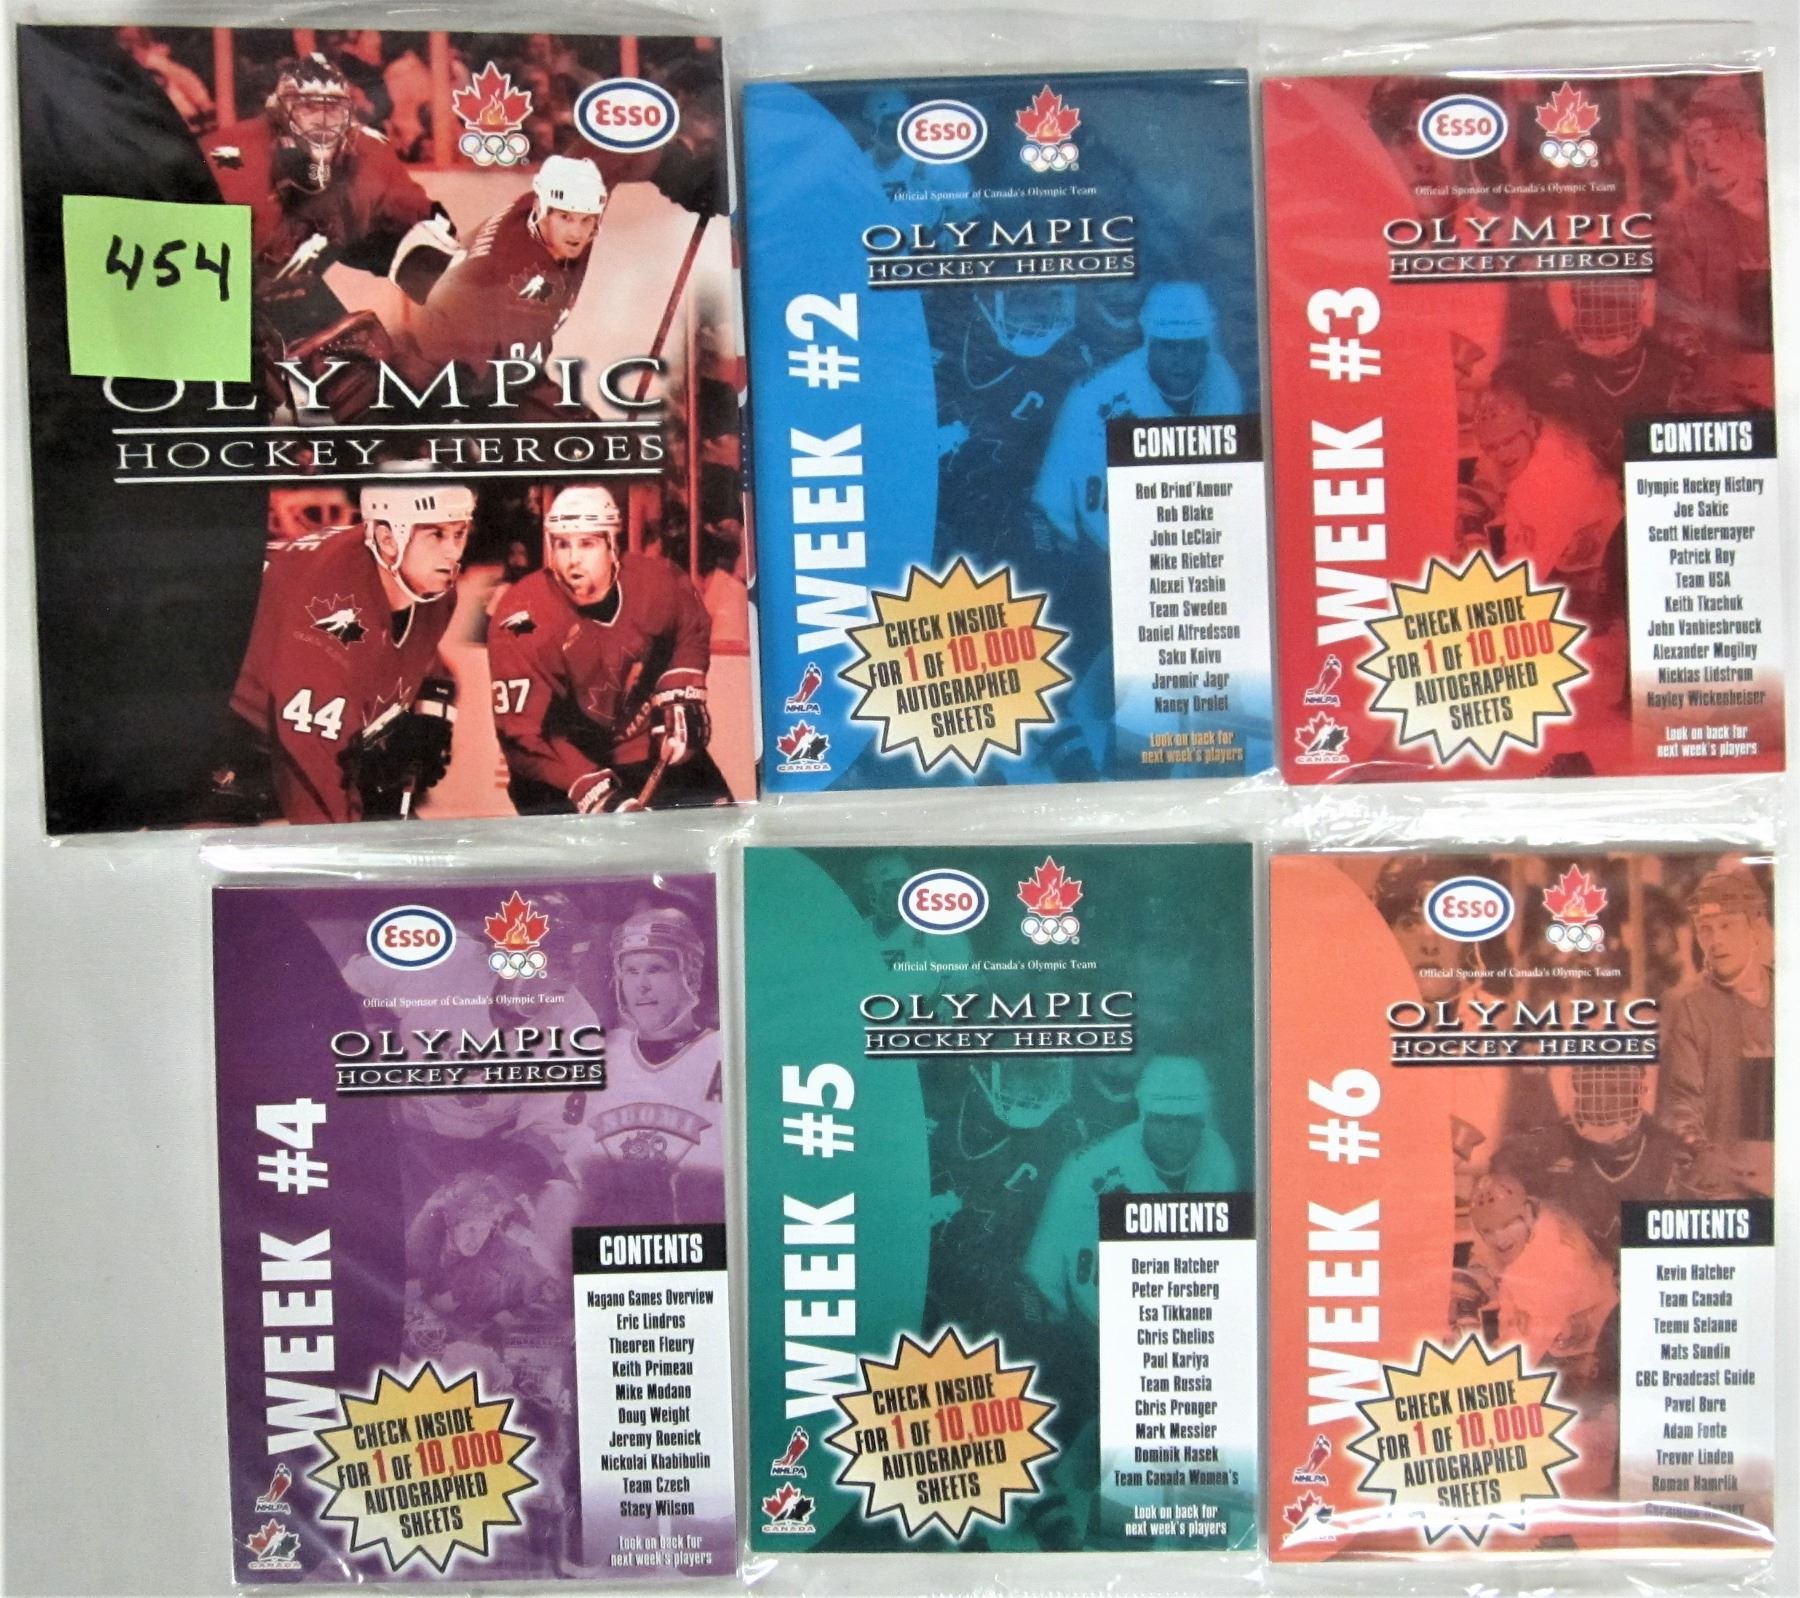 Esso
454
OLYMPIC
HOCKEY HEROES
44
37
Esso
Official Sponsor of Canada's Olympic Team
OLYMPIC
HOCKEY HEROES
WEEK #2
CONTENTS
Rod Brind'Amour
Rob Blake
John LeClair
Mike Richter
Alexei Yashin
Team Sweden
Daniel Alfredsson
Saku Koivu
Jaromir Jagr
Nancy Drolet
Look on back for
next week's players
CHECK INSIDE
FOR 1 OF 10,000
AUTOGRAPHED
SHEETS
NHLPA
CANADA
Esso
Official Sponsor of Canada's Olympic Team
OLYMPIC
HOCKEY HEROES
WEEK #3
CONTENTS
Olympic Hockey History
Joe Sakic
Scott Niedermayer
Patrick Roy
Team USA
Keith Tkachuk
John Vanbiesbrouck
Alexander Mogilny
Nicklas Lidstrom
Hayley Wickenheiser
Look on back for
next week's players
CHECK INSIDE
FOR 1 OF 10,000
AUTOGRAPHED
SHEETS
NHLPA
CANADA
Esso
Official Sponsor of Canada's Olympic Team
OLYMPIC
HOCKEY HEROES
WEEK #4
CONTENTS
Nagano Games Overview
Eric Lindros
Theoren Fleury
Keith Primeau
Mike Modano
Doug Weight
Jeremy Roenick
Nickolai Khabibulin
Team Czech
Stacy Wilson
Look on back for
next week's players
CHECK INSIDE
FOR 1 OF 10,000
AUTOGRAPHED
SHEETS
NHLPA
CANADA
Esso
Official Sponsor of Canada's Olympic Team
OLYMPIC
HOCKEY HEROES
WEEK #5
CONTENTS
Derian Hatcher
Peter Forsberg
Esa Tikkanen
Chris Chelios
Paul Kariya
Team Russia
Chris Pronger
Mark Messier
Dominik Hasek
Team Canada Women's
Look on back for
next week's players
CHECK INSIDE
FOR 1 OF 10,000
AUTOGRAPHED
SHEETS
NHLPA
CANADA
Esso
Official Sponsor of Canada's Olympic Team
OLYMPIC
HOCKEY HEROES
WEEK #6
CONTENTS
Kevin Hatcher
Team Canada
Teemu Selanne
Mats Sundin
CBC Broadcast Guide
Pavel Bure
Adam Foote
Trevor Linden
Roman Hamrlik
CHECK INSIDE
FOR 1 OF 10,000
AUTOGRAPHED
SHEETS
NHLPA
CANADA